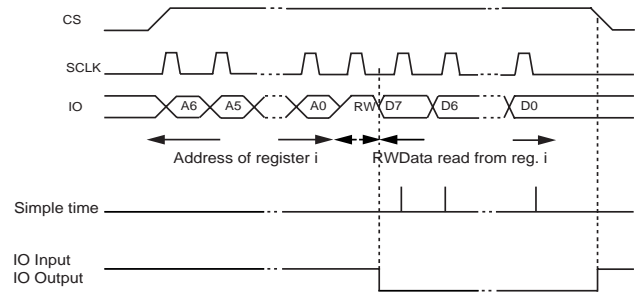 CS
SCLK
IO A6 A5 A0 RW D7 D6 D0
Address of register i RWData read from reg. i
Simple time
IO Input
IO Output